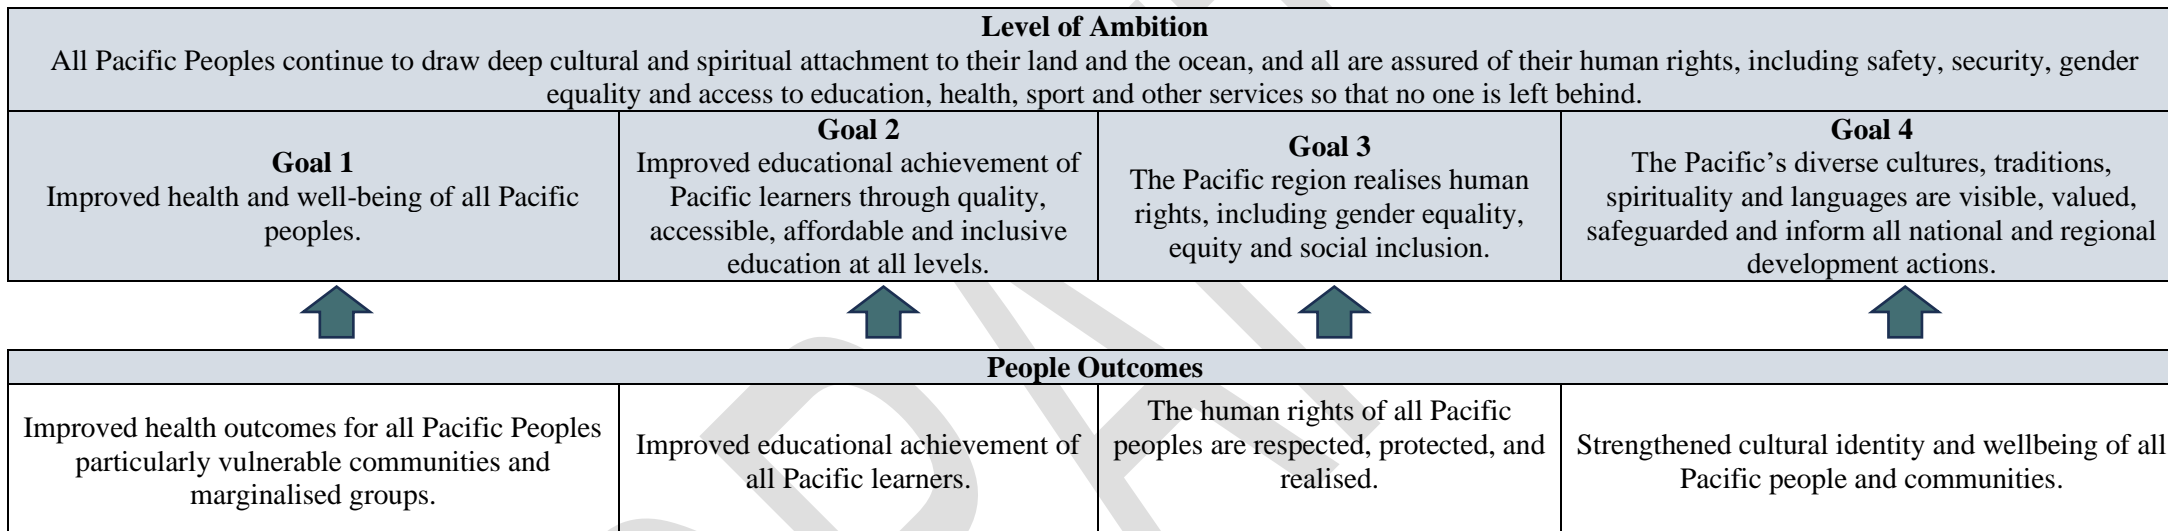 Level of Ambition
All Pacific Peoples continue to draw deep cultural and spiritual attachment to their land and the ocean, and all are assured of their human rights, including safety, security, gender
equality and access to education, health, sport and other services so that no one is left behind.
Goal 1
Improved health and well-being of all Pacific
peoples.
Goal 2
Improved educational achievement of
Pacific learners through quality,
accessible, affordable and inclusive
education at all levels.
Goal 3
The Pacific region realises human
rights, including gender equality,
equity and social inclusion.
Goal 4
The Pacific’s diverse cultures, traditions,
spirituality and languages are visible, valued,
safeguarded and inform all national and regional
development actions.
People Outcomes
Improved health outcomes for all Pacific Peoples
particularly vulnerable communities and
marginalised groups.
Improved educational achievement of
all Pacific learners.
The human rights of all Pacific
peoples are respected, protected, and
realised.
Strengthened cultural identity and wellbeing of all
Pacific people and communities.